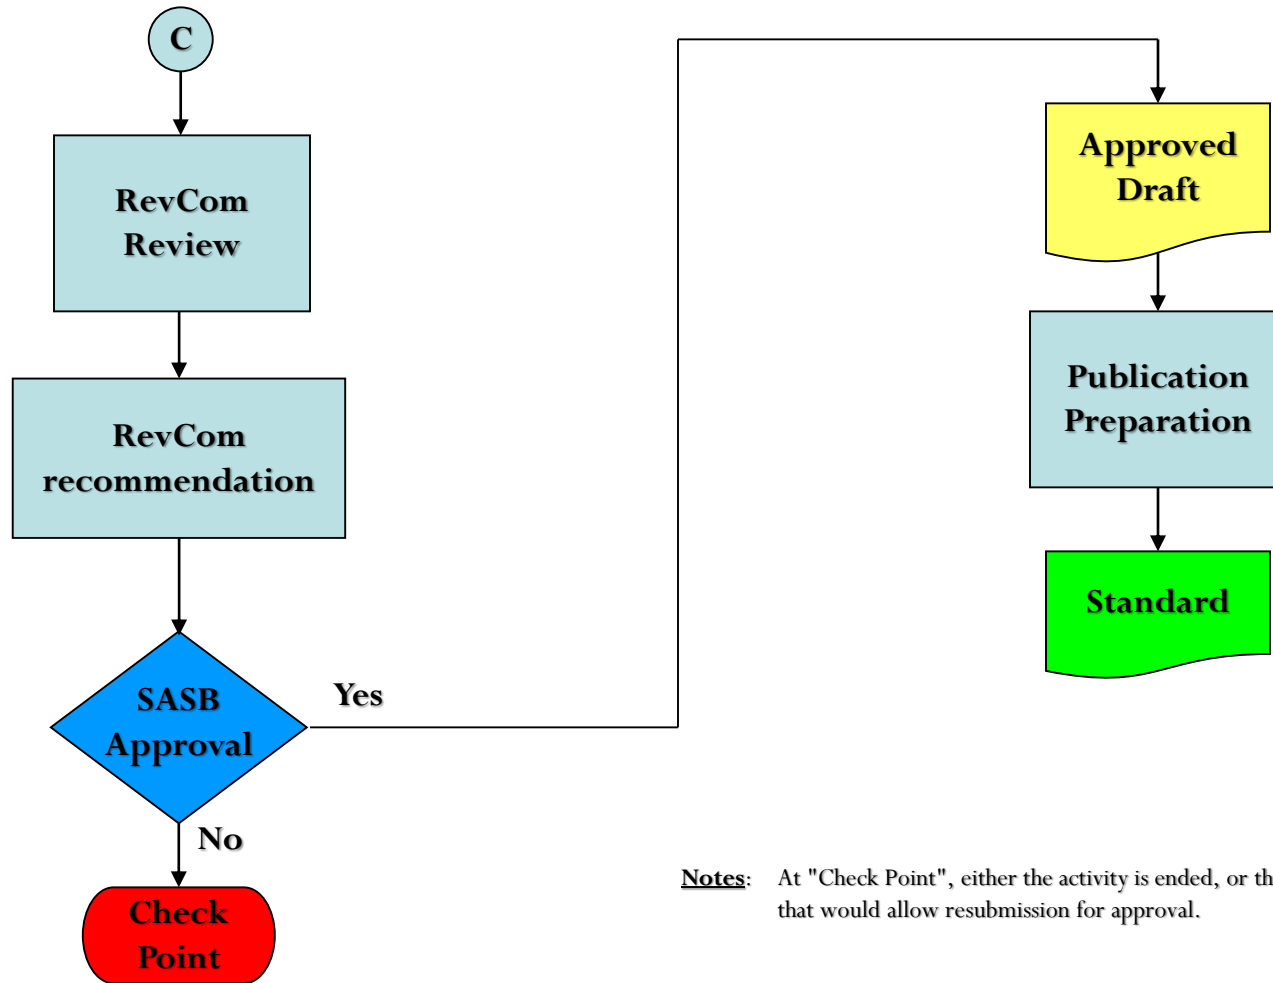 C
RevCom
Review
RevCom
recommendation
SASB
Approval
Yes
No
Check
Point
Approved
Draft
Publication
Preparation
Standard
Notes: At "Check Point", either the activity is ended, or
that would allow resubmission for approval.